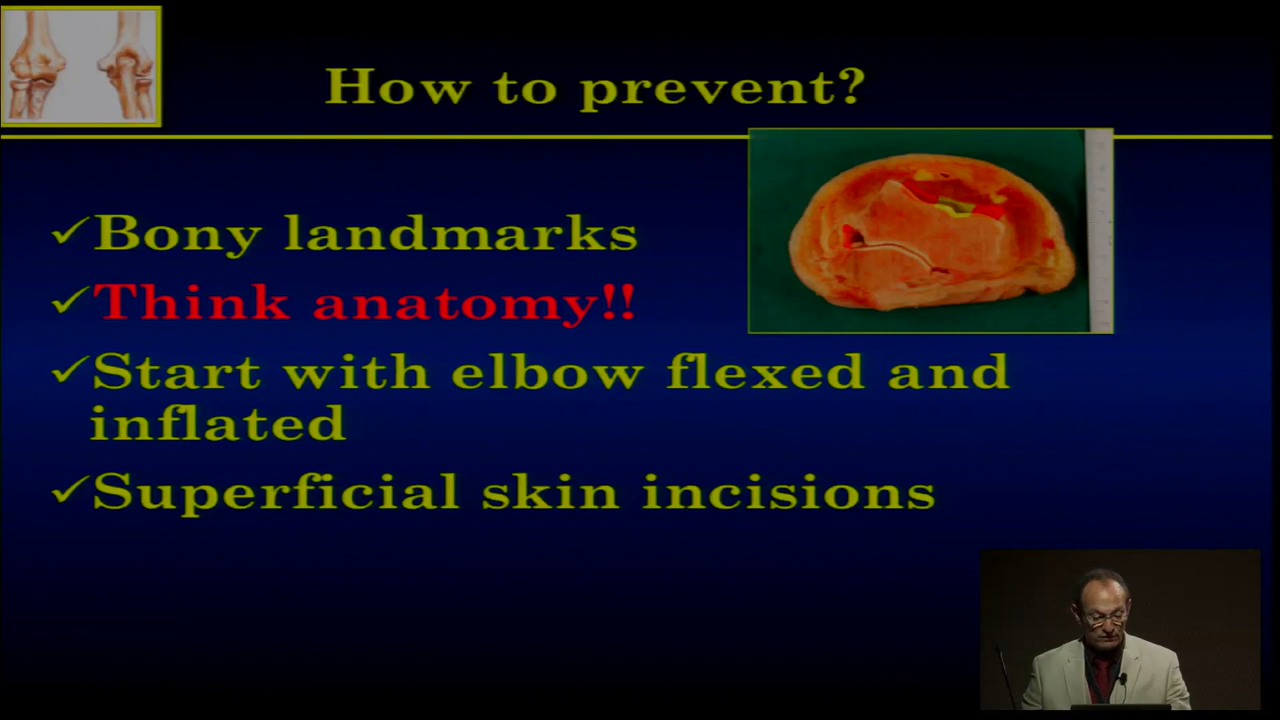 How to prevent?
✓Bony landmarks
✓Think anatomy!!
✓Start with elbow flexed and
inflated
✓Superficial skin incisions